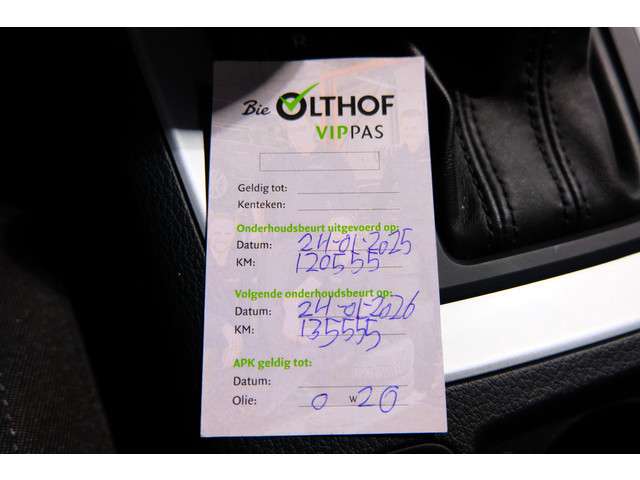 Bie OLTHOF
VIPPAS
Geldig tot:
Kenteken:
Onderhoudsbeurt uitgevoerd op:
Datum: 24-01-2025
KM: 120555
Volgende onderhoudsbeurt op:
Datum: 24-01-2026
KM: 135555
APK geldig tot:
Datum:
Olie: 0 W 20